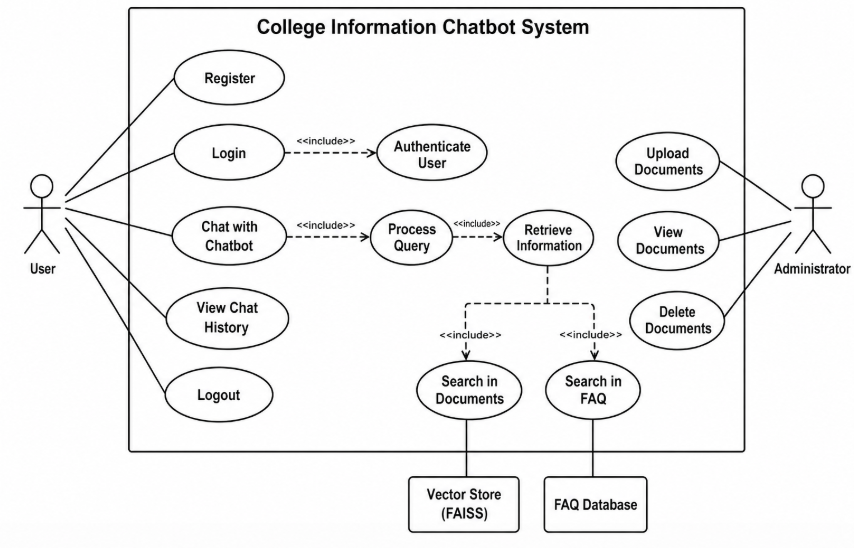 College Information Chatbot System
Register
Login
<<include>>
Authenticate
User
Chat with
Chatbot
<<include>>
Process
Query
<<include>>
Retrieve
Information
View Chat
History
Logout
<<include>>
<<include>>
Search in
Documents
Search in
FAQ
Upload
Documents
View
Documents
Delete
Documents
User
Administrator
Vector Store
(FAISS)
FAQ Database